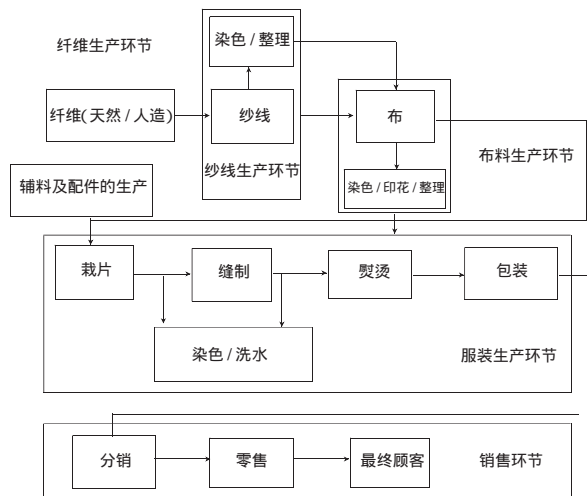 纤维生产环节
染色 / 整理
纤维(天然 / 人造)
纱线
布
纱线生产环节
布料生产环节
辅料及配件的生产
染色 / 印花 / 整理
栽片
缝制
熨烫
包装
染色 / 洗水
服装生产环节
分销
零售
最终顾客
销售环节